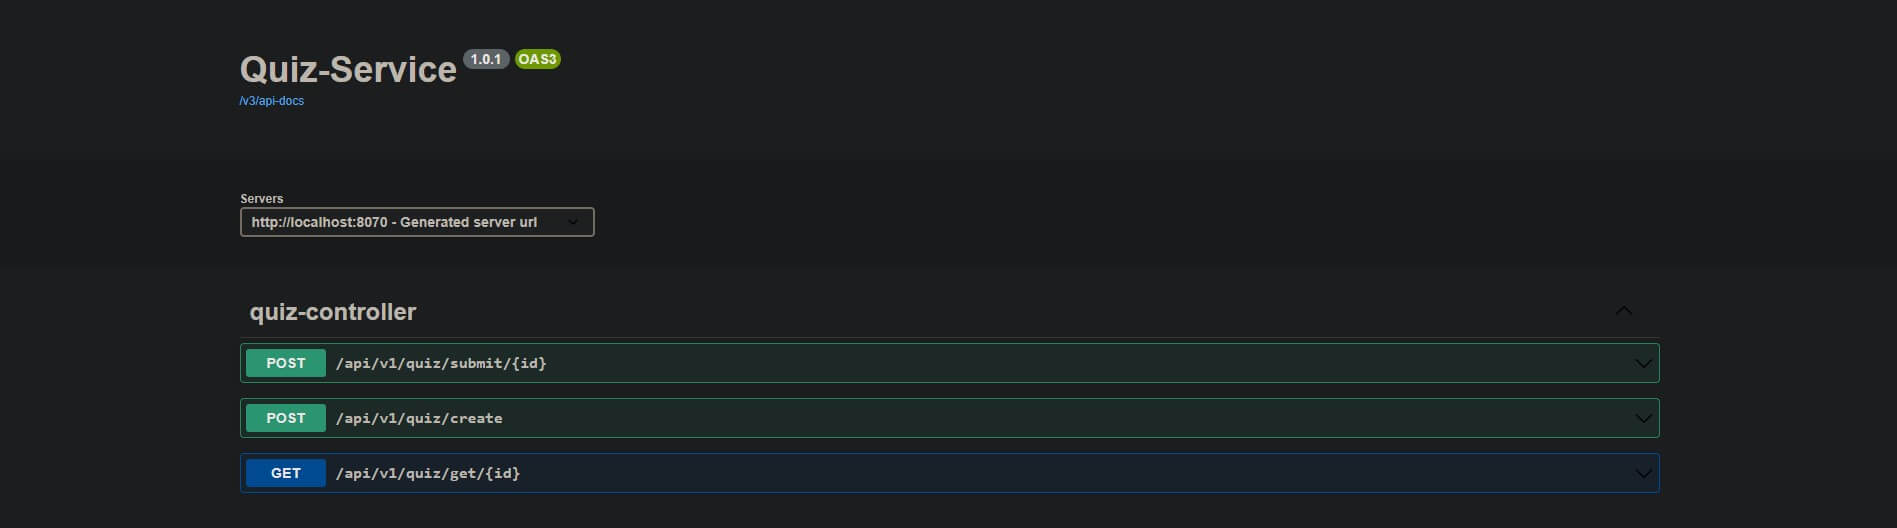 Quiz-Service 1.0.1 OAS3
/v3/api-docs
Servers
http://localhost:8070 - Generated server url
quiz-controller
POST /api/v1/quiz/submit/{id}
POST /api/v1/quiz/create
GET /api/v1/quiz/get/{id}